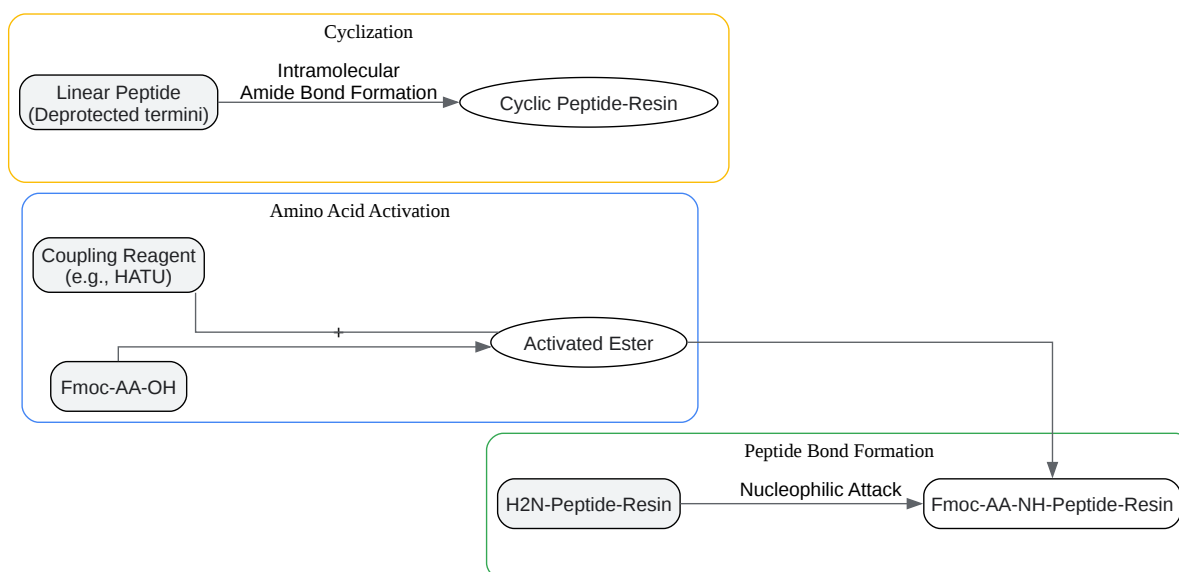 Cyclization
Linear Peptide
(Deprotected termini)
Intramolecular
Amide Bond Formation
Cyclic Peptide-Resin
Amino Acid Activation
Coupling Reagent
(e.g., HATU)
+
Activated Ester
Fmoc-AA-OH
Peptide Bond Formation
H2N-Peptide-Resin
Nucleophilic Attack
Fmoc-AA-NH-Peptide-Resin